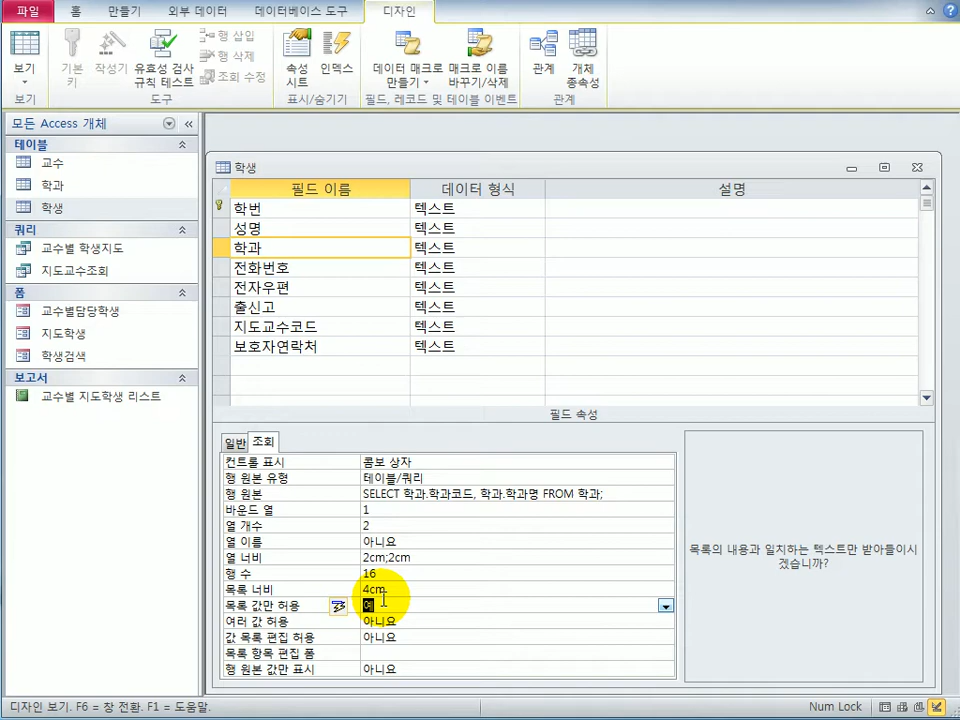 파일 홈 만들기 외부 데이터 데이터베이스 도구 디자인
보기
기본 키
작성기
유효성 검사 규칙 테스트
행 삽입
행 삭제
조회 수정
속성 시트
인덱스
데이터 매크로 만들기
매크로 이름 바꾸기/삭제
관계
개체 종속성
보기 도구 표시/숨기기 필드, 레코드 및 테이블 이벤트 관계
모든 Access 개체
테이블
교수
학과
학생
쿼리
교수별 학생지도
지도교수조회
폼
교수별담당학생
지도학생
학생검색
보고서
교수별 지도학생 리스트
학생
필드 이름 데이터 형식 설명
학번 텍스트
성명 텍스트
학과 텍스트
전화번호 텍스트
전자우편 텍스트
출신고 텍스트
지도교수코드 텍스트
보호자연락처 텍스트
필드 속성
일반 조회
컨트롤 표시 콤보 상자
행 원본 유형 테이블/쿼리
행 원본 SELECT 학과.학과코드, 학과.학과명 FROM 학과;
바운드 열 1
열 개수 2
열 이름 아니요
열 너비 2cm;2cm
행 수 16
목록 너비 4cm
목록 값만 허용 예
여러 값 허용 아니요
값 목록 편집 허용 아니요
목록 항목 편집 폼
행 원본 값만 표시 아니요
목록의 내용과 일치하는 텍스트만 받아들이시
겠습니까?
디자인 보기. F6 = 창 전환. F1 = 도움말. Num Lock